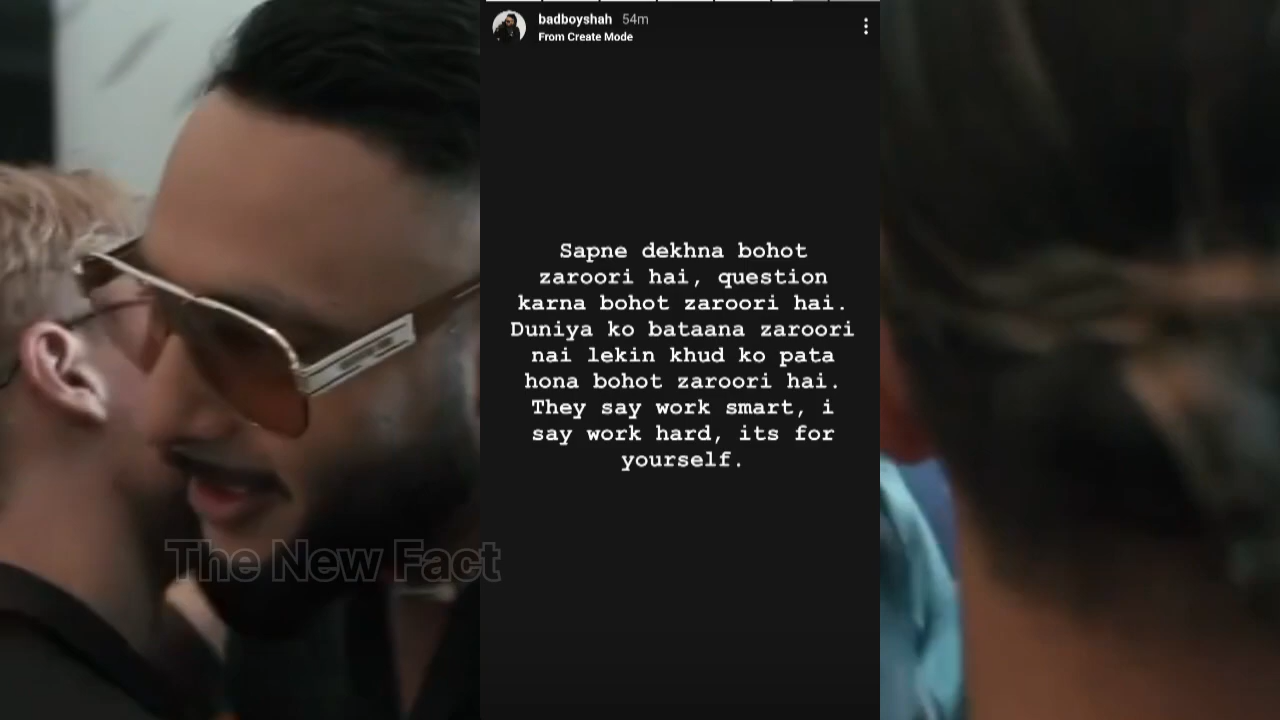 badboyshah 54m
From Create Mode
Sapne dekhna bohot
zaroori hai, question
karna bohot zaroori hai.
Duniya ko bataana zaroori
nai lekin khud ko pata
hona bohot zaroori hai.
They say work smart, i
say work hard, its for
yourself.
The New Fact